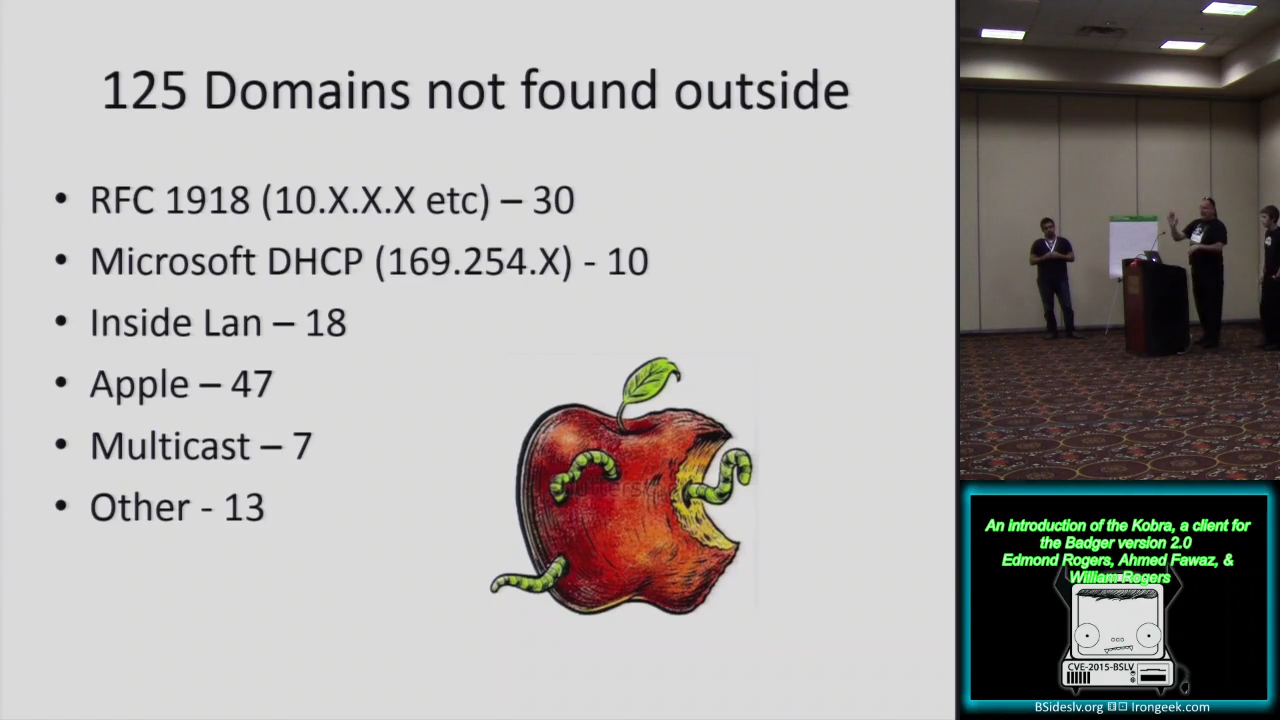 125 Domains not found outside
• RFC 1918 (10.X.X.X etc) – 30
• Microsoft DHCP (169.254.X) - 10
• Inside Lan – 18
• Apple – 47
• Multicast – 7
• Other - 13
An introduction of the Kobra, a client for
the Badger version 2.0
Edmond Rogers, Ahmed Fawaz, &
William Rogers
CVE-2015-BSLV
BSideslv.org Irongeek.com